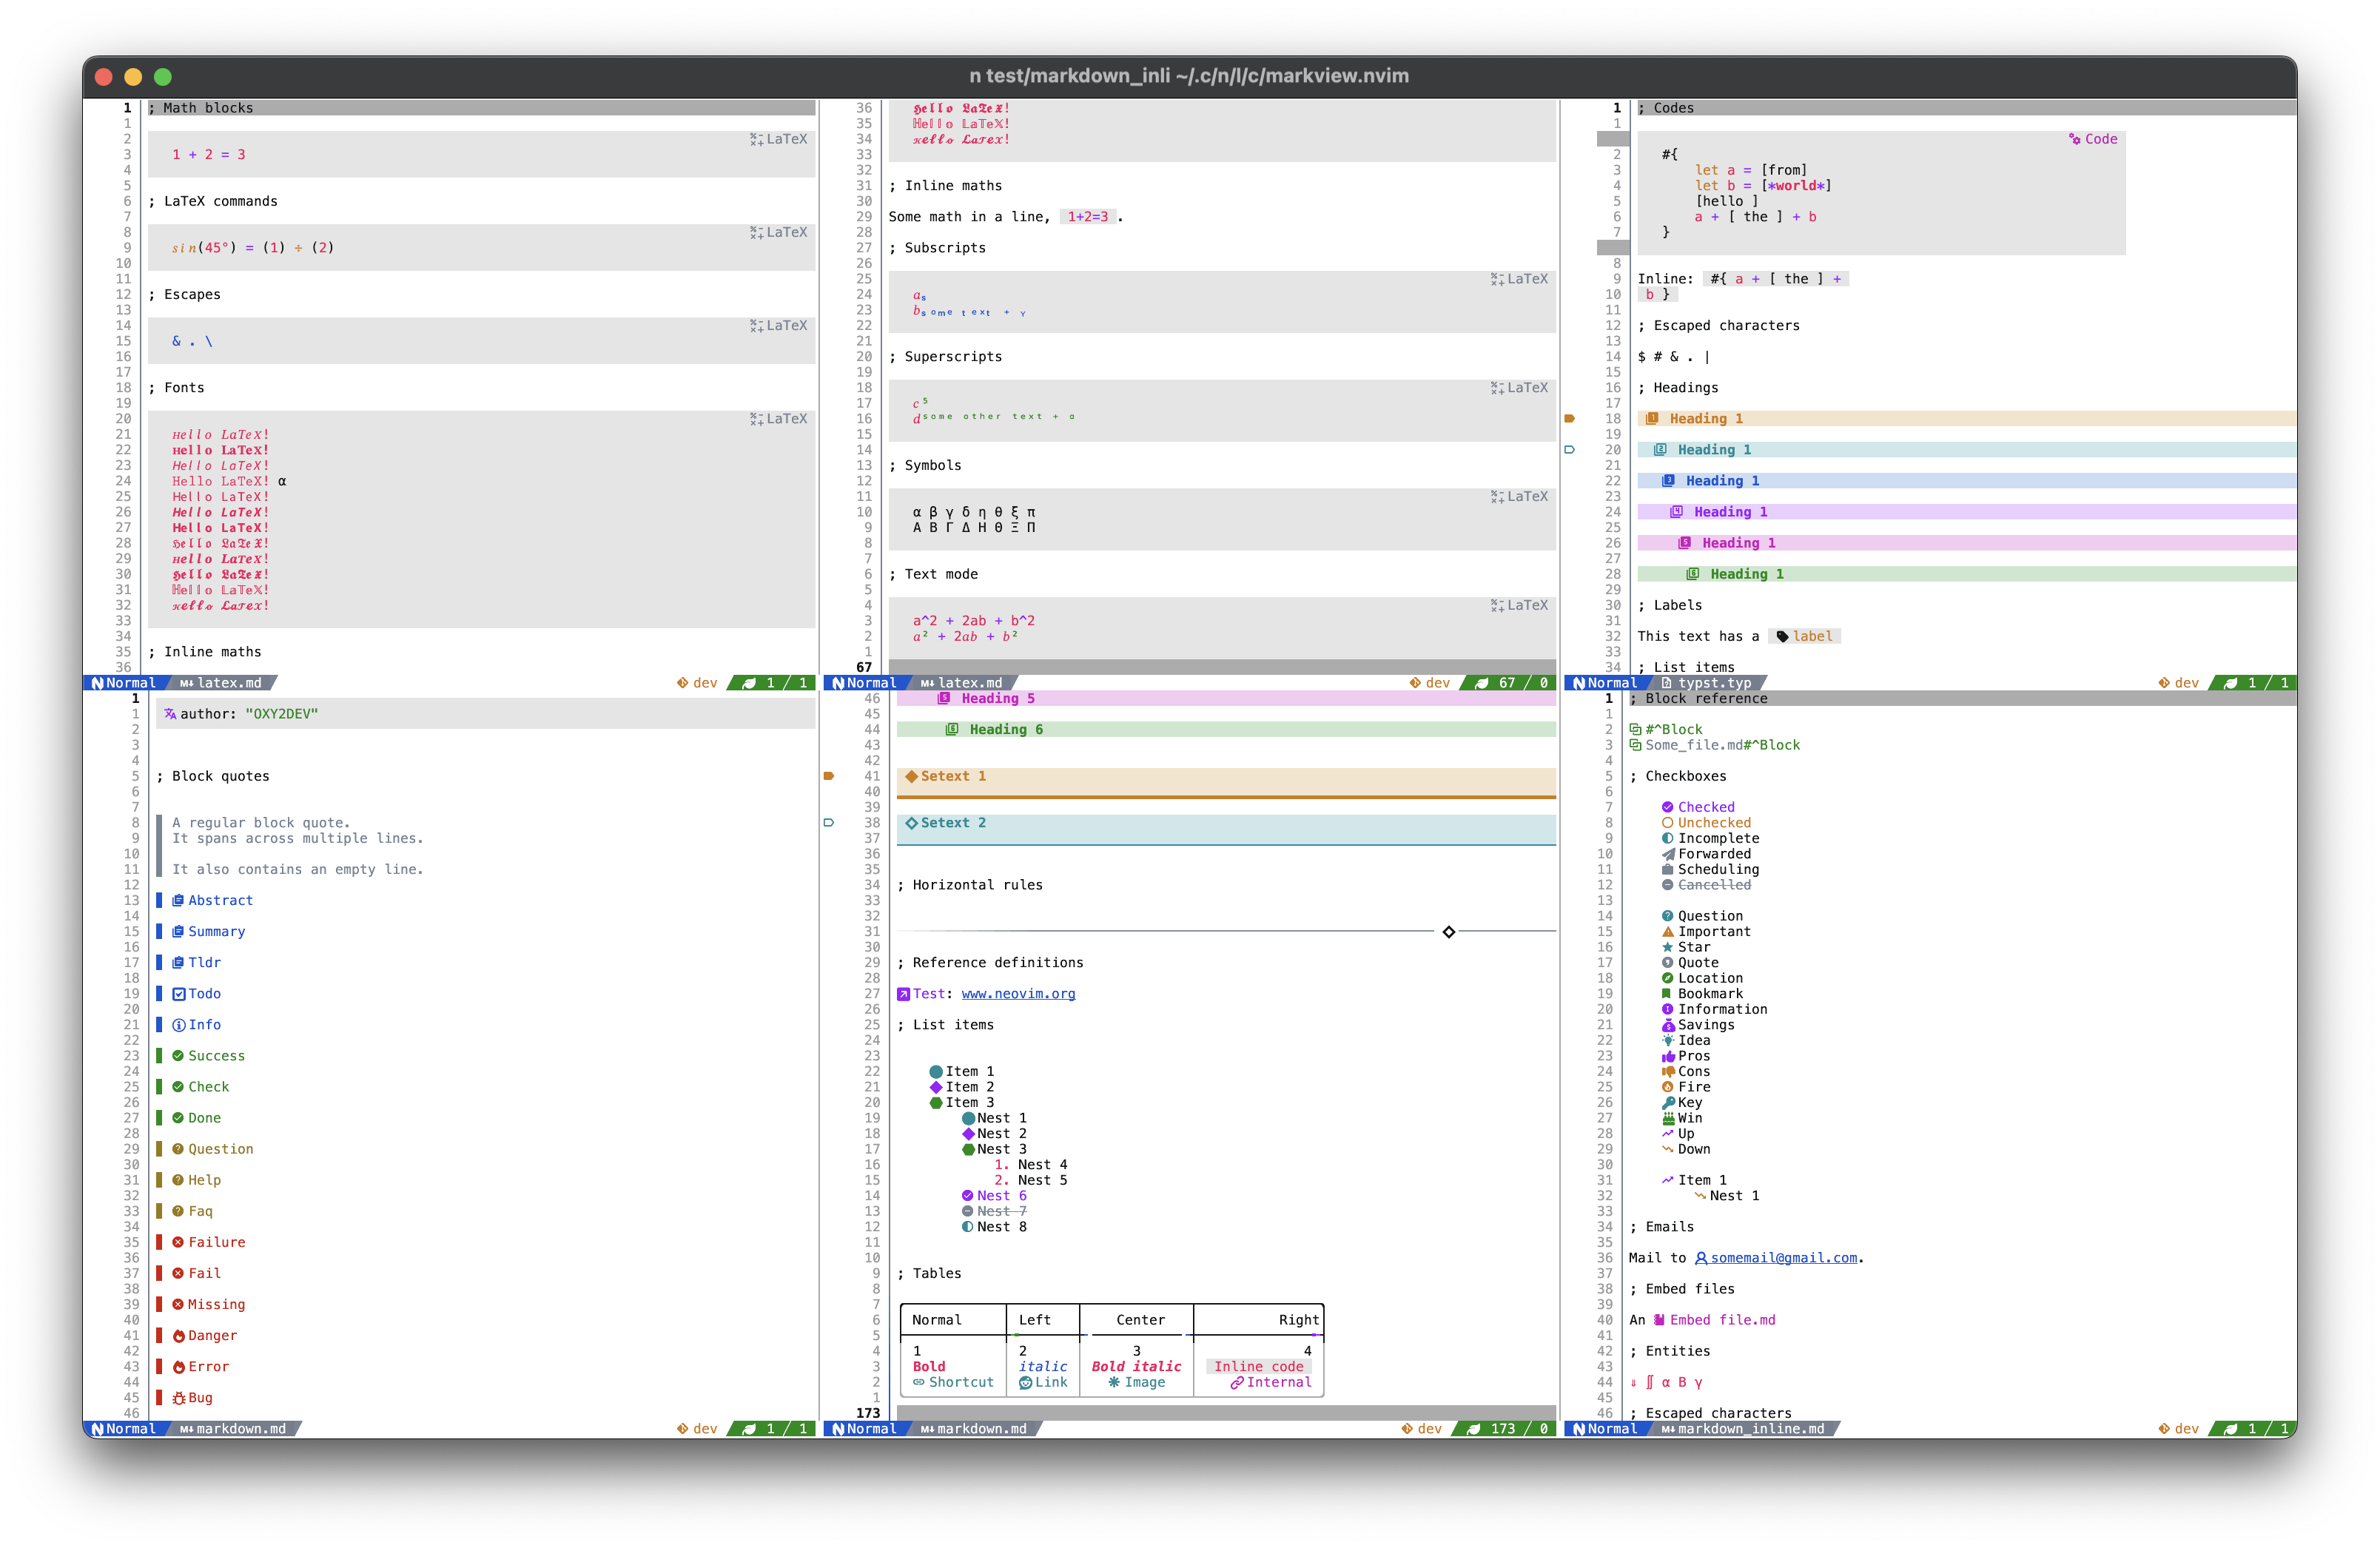 n test/markdown_inli ~/.c/n/l/c/markview.nvim
1 ; Math blocks
1
2 LaTeX
3 1 + 2 = 3
4
5
6 ; LaTeX commands
7
8 LaTeX
9 sin(45°) = (1) ÷ (2)
10
11
12 ; Escapes
13
14 LaTeX
15 & . \
16
17
18 ; Fonts
19
20 LaTeX
21 Hello LaTeX!
22 Hello LaTeX!
23 Hello LaTeX!
24 Hello LaTeX! α
25 Hello LaTeX!
26 Hello LaTeX!
27 Hello LaTeX!
28 Hello LaTeX!
29 Hello LaTeX!
30 Hello LaTeX!
31 Hello LaTeX!
32 Hello LaTeX!
33
34
35 ; Inline maths
36
Normal latex.md dev 1 / 1
36 Hello LaTeX!
35 Hello LaTeX!
34 Hello LaTeX!
33
32
31 ; Inline maths
30
29 Some math in a line, 1+2=3 .
28
27 ; Subscripts
26
25 LaTeX
24 aₛ
23 bₛₒₘₑ ₜₑₓₜ ₊ ᵧ
22
21
20 ; Superscripts
19
18 LaTeX
17 c⁵
16 dˢᵒᵐᵉ ᵒᵗʰᵉʳ ᵗᵉˣᵗ ⁺ ᵅ
15
14
13 ; Symbols
12
11 LaTeX
10 α β γ δ η θ ξ π
9 Α Β Γ Δ Η Θ Ξ Π
8
7
6 ; Text mode
5
4 LaTeX
3 a^2 + 2ab + b^2
2 a² + 2ab + b²
1
67
Normal latex.md dev 67 / 0
1 ; Codes
1
Code
2 #{
3 let a = [from]
4 let b = [*world*]
5 [hello ]
6 a + [ the ] + b
7 }
8
9 Inline: #{ a + [ the ] +
10 b }
11
12 ; Escaped characters
13
14 $ # & . |
15
16 ; Headings
17
18 Heading 1
19
20 Heading 1
21
22 Heading 1
23
24 Heading 1
25
26 Heading 1
27
28 Heading 1
29
30 ; Labels
31
32 This text has a label
33
34 ; List items
Normal typst.typ dev 1 / 1
1
1 author: "OXY2DEV"
2
3
4
5 ; Block quotes
6
7
8 A regular block quote.
9 It spans across multiple lines.
10
11 It also contains an empty line.
12
13 Abstract
14
15 Summary
16
17 Tldr
18
19 Todo
20
21 Info
22
23 Success
24
25 Check
26
27 Done
28
29 Question
30
31 Help
32
33 Faq
34
35 Failure
36
37 Fail
38
39 Missing
40
41 Danger
42
43 Error
44
45 Bug
46
Normal markdown.md dev 1 / 1
46 Heading 5
45
44 Heading 6
43
42
41 Setext 1
40
39
38 Setext 2
37
36
35
34 ; Horizontal rules
33
32
31
30
29 ; Reference definitions
28
27 Test: www.neovim.org
26
25 ; List items
24
23
22 Item 1
21 Item 2
20 Item 3
19 Nest 1
18 Nest 2
17 Nest 3
16 1. Nest 4
15 2. Nest 5
14 Nest 6
13 Nest 7
12 Nest 8
11
10
9 ; Tables
8
7
6 Normal Left Center Right
5
4 1 2 3 4
3 Bold italic Bold italic Inline code
2 Shortcut Link Image Internal
1
173
Normal markdown.md dev 173 / 0
1 ; Block reference
1
2 #^Block
3 Some_file.md#^Block
4
5 ; Checkboxes
6
7 Checked
8 Unchecked
9 Incomplete
10 Forwarded
11 Scheduling
12 Cancelled
13
14 Question
15 Important
16 Star
17 Quote
18 Location
19 Bookmark
20 Information
21 Savings
22 Idea
23 Pros
24 Cons
25 Fire
26 Key
27 Win
28 Up
29 Down
30
31 Item 1
32 Nest 1
33
34 ; Emails
35
36 Mail to somemail@gmail.com.
37
38 ; Embed files
39
40 An Embed file.md
41
42 ; Entities
43
44 ⇓ ∬ α Β γ
45
46 ; Escaped characters
Normal markdown_inline.md dev 1 / 1